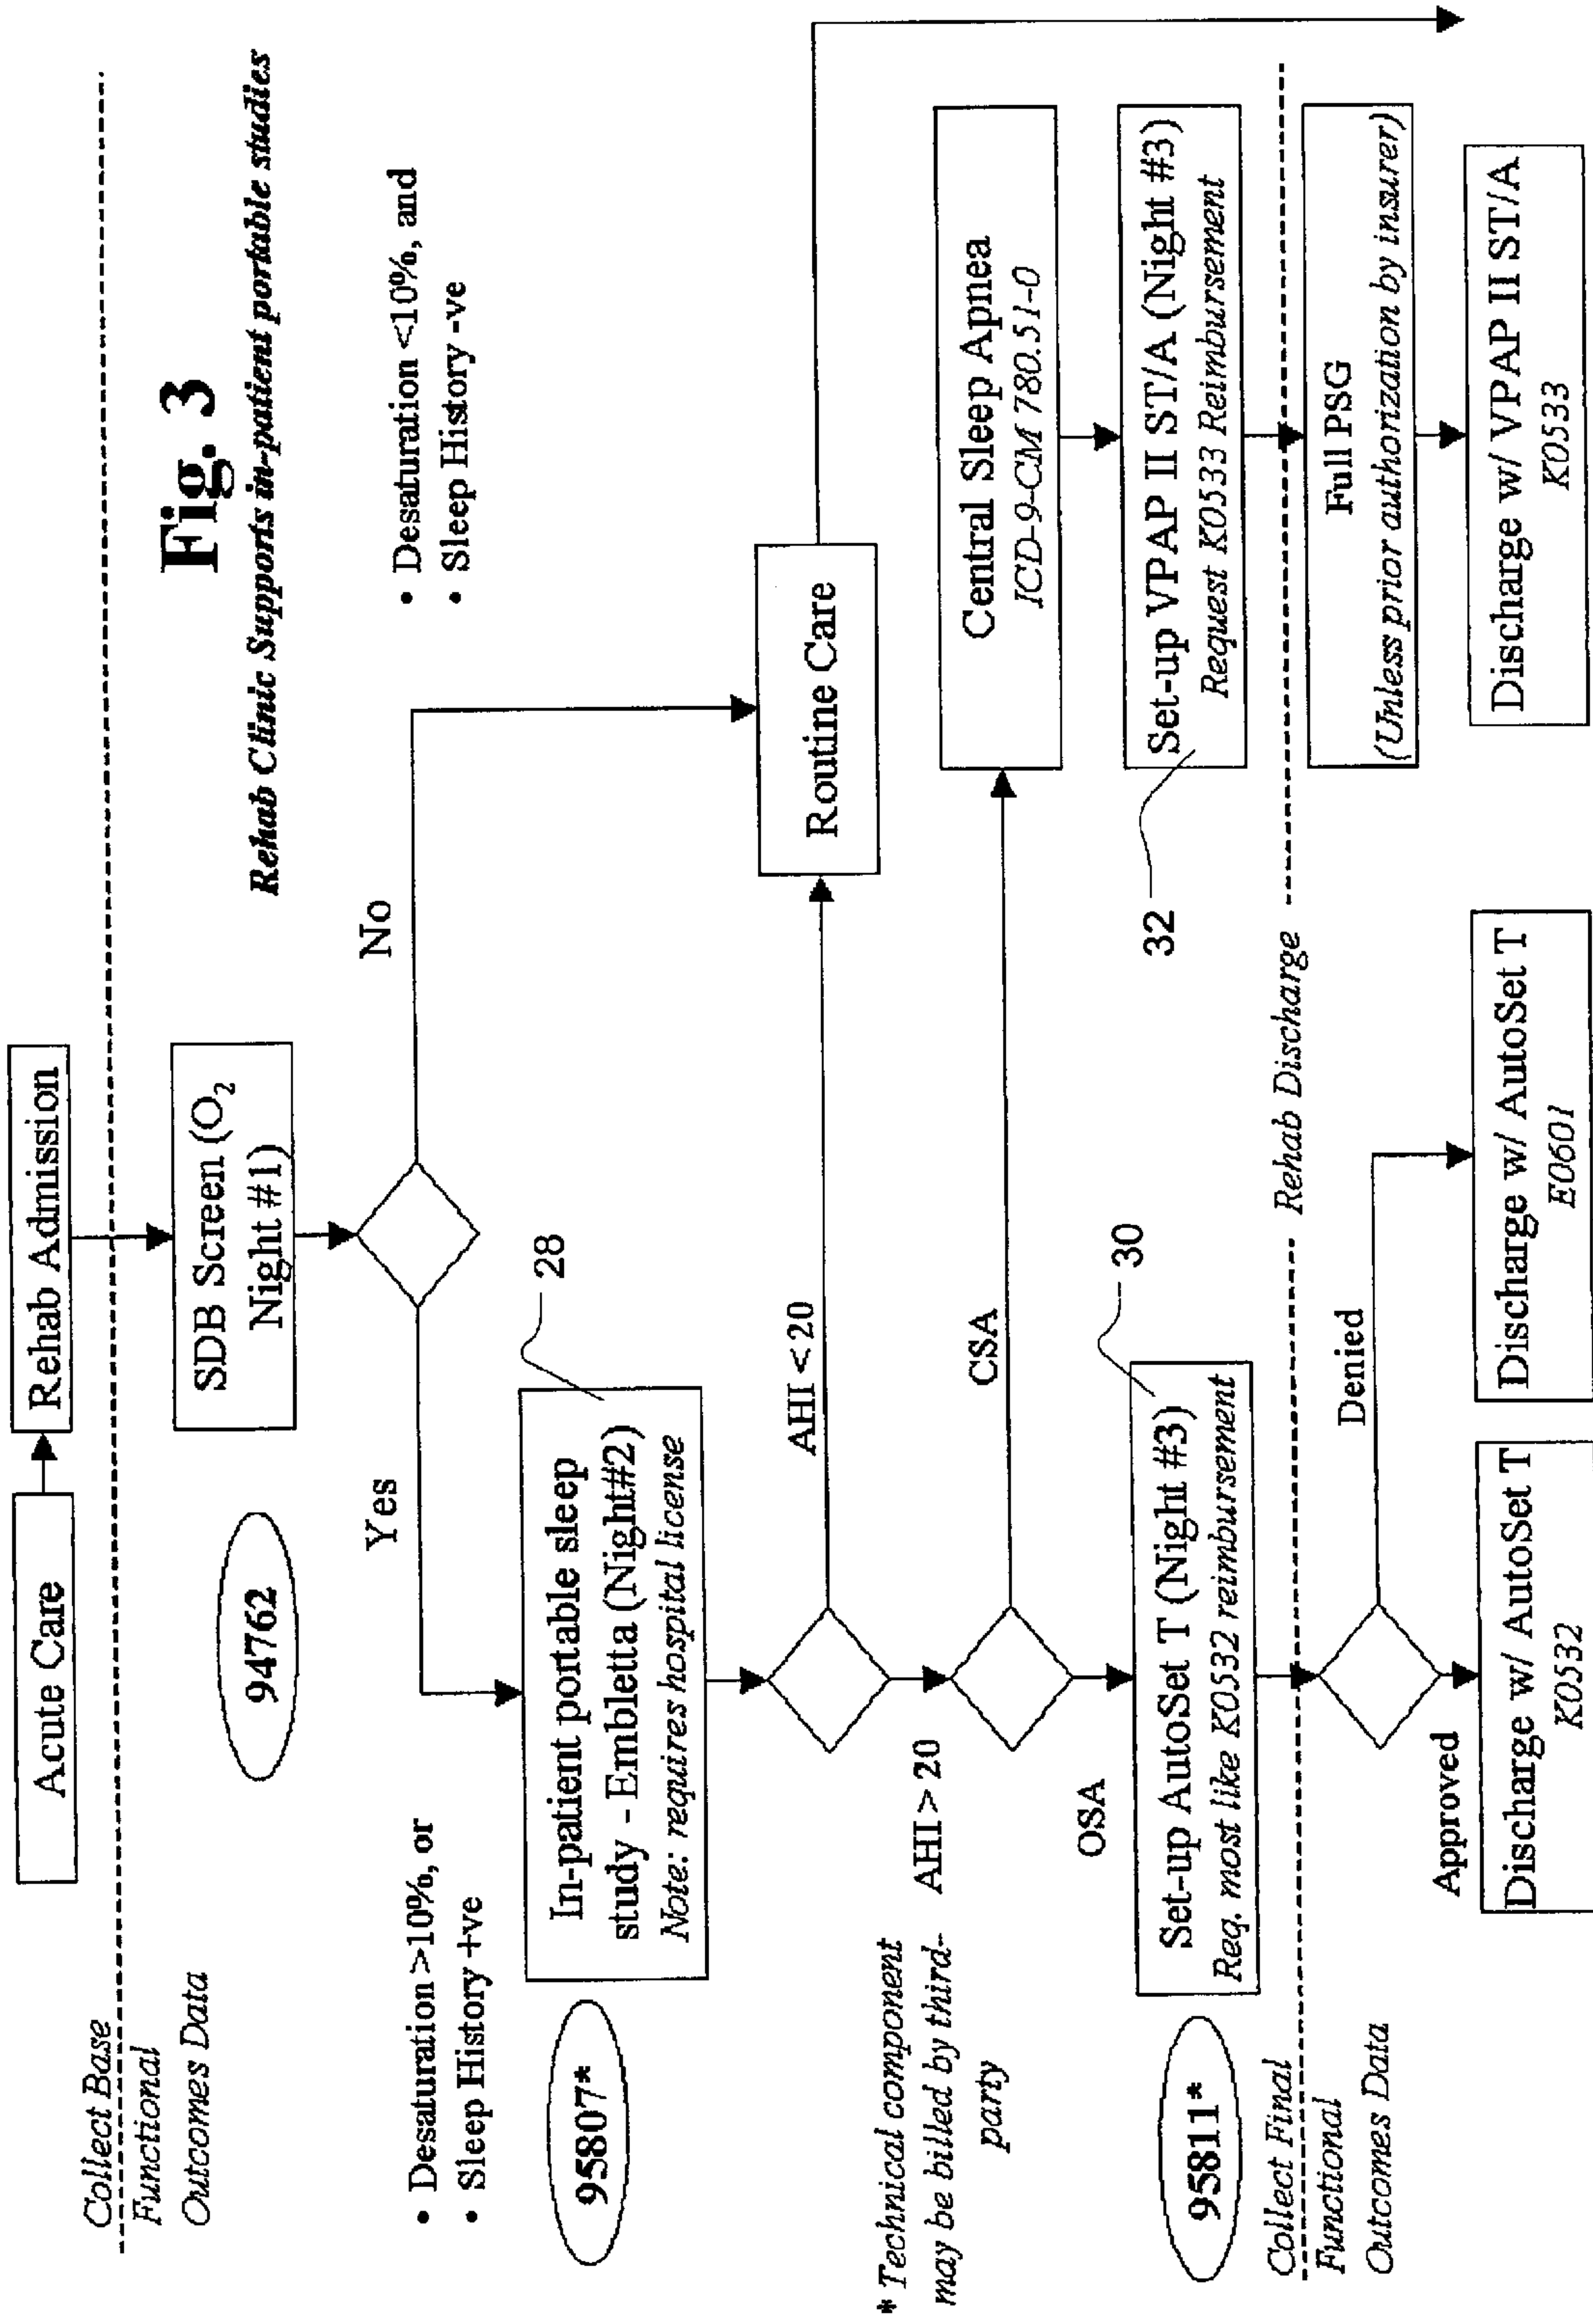 Fig. 3
Rehab Clinic Supports in-patient portable studies
Acute Care
Rehab Admission
Collect Base
Functional
Outcomes Data
94762
SDB Screen (O₂
Night #1)
Yes
No
• Desaturation >10%, or
• Sleep History +ve
• Desaturation <10%, and
• Sleep History -ve
95807*
In-patient portable sleep
study - Embletta (Night#2)
Note: requires hospital license
28
Routine Care
AHI < 20
* Technical component
may be billed by third-
party
AHI > 20
CSA
Central Sleep Apnea
ICD-9-CM 780.51-0
OSA
95811*
Set-up AutoSet T (Night #3)
Req. most like K0532 reimbursement
30
32
Set-up VPAP II ST/A (Night #3)
Request K0533 Reimbursement
Collect Final
Functional
Outcomes Data
Rehab Discharge
Denied
Full PSG
(Unless prior authorization by insurer)
Approved
Discharge w/ AutoSet T
K0532
Discharge w/ AutoSet T
E0601
Discharge w/ VPAP II ST/A
K0533